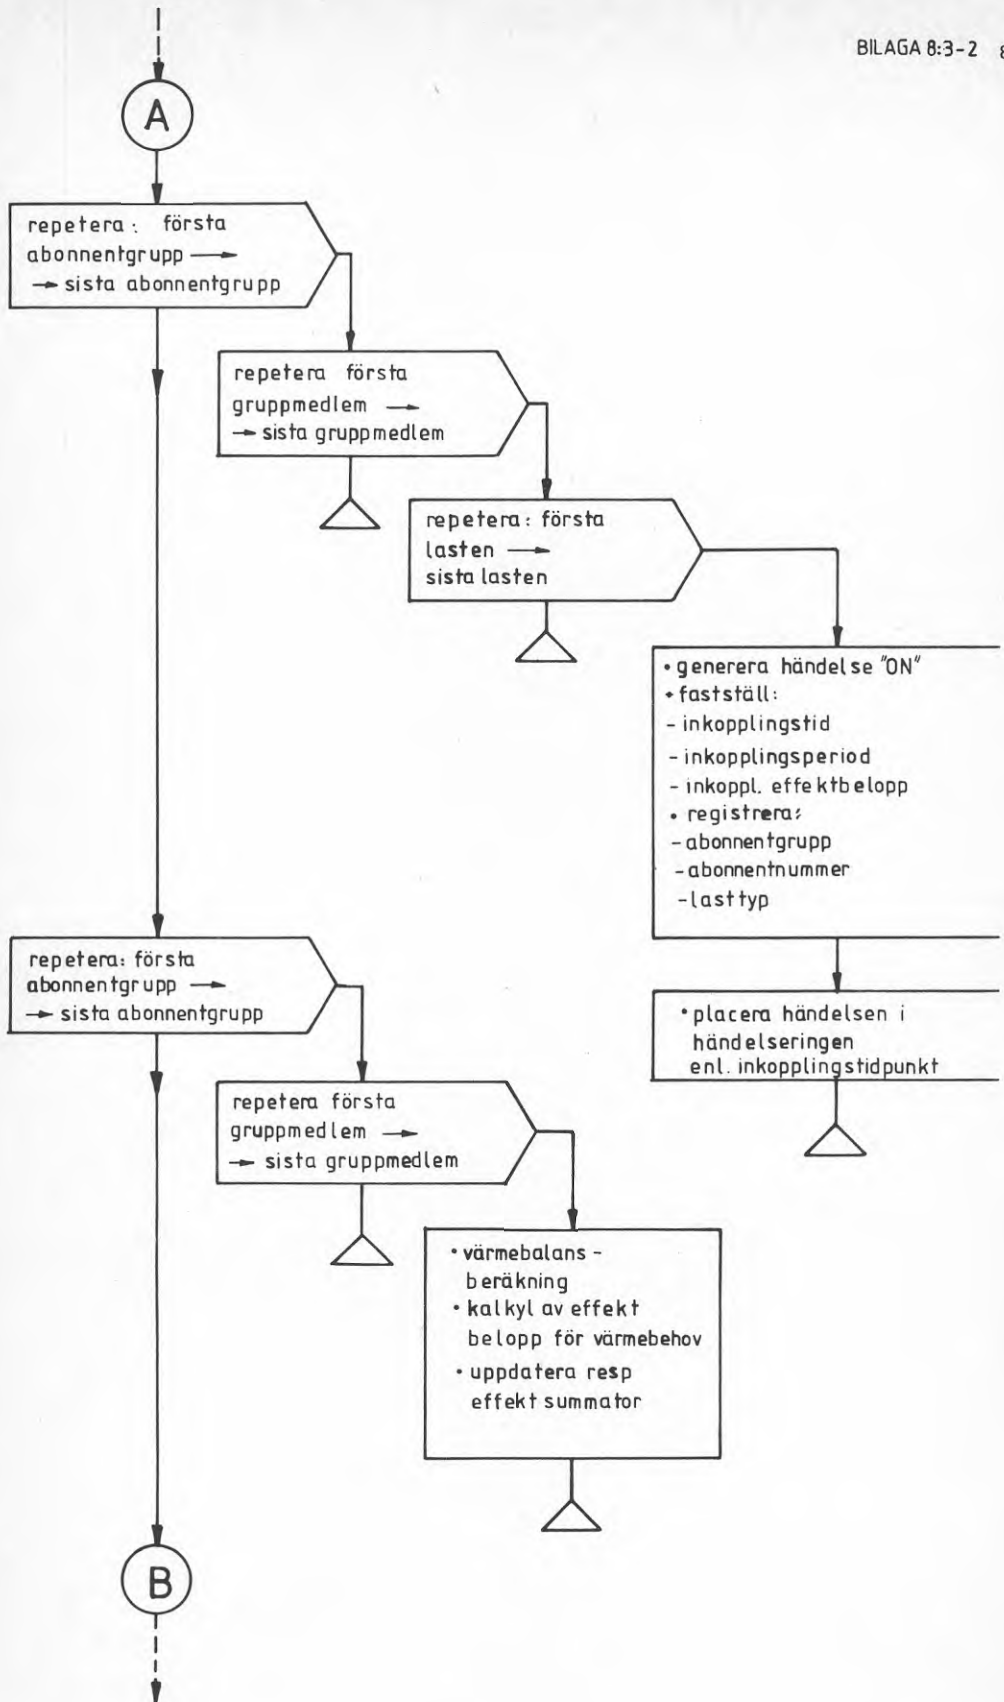 BILAGA 8:3-2 8
A
repetera: första
abonnentgrupp →
→ sista abonnentgrupp
repetera första
gruppmedlem →
→ sista gruppmedlem
repetera: första
lasten →
sista lasten
• generera händelse "ON"
• fastställ:
- inkopplingstid
- inkopplingsperiod
- inkoppl. effektbelopp
• registrera:
- abonnentgrupp
- abonnentnummer
- lasttyp
• placera händelsen i
händelseringen
enl. inkopplingstidpunkt
repetera: första
abonnentgrupp →
→ sista abonnentgrupp
repetera första
gruppmedlem →
→ sista gruppmedlem
• värmebalans-
beräkning
• kalkyl av effekt
belopp för värmebehov
• uppdatera resp
effekt summator
B